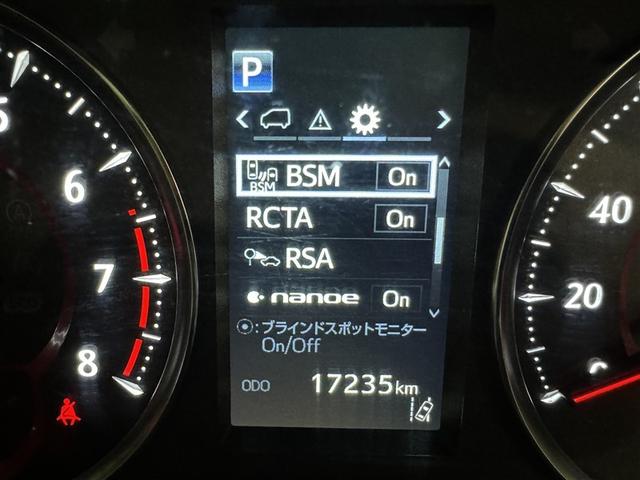 P
BSM BSM On
RCTA On
RSA
nanoe On
:ブラインドスポットモニター
On/Off
ODO 17235km
6
7
8
40
20